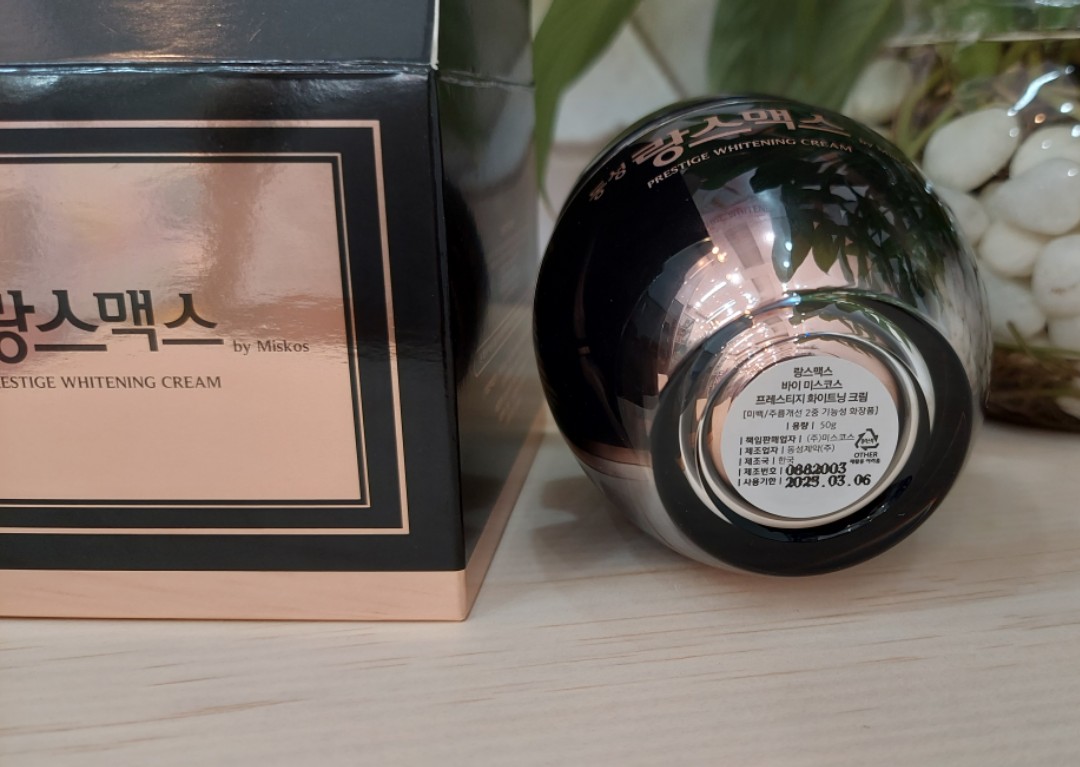 랑스맥스 by Miskos
PRESTIGE WHITENING CREAM
동성 랑스맥스 by
PRESTIGE WHITENING CREAM
랑스맥스
바이 미스코스
프레스티지 화이트닝 크림
[미백/주름개선 2중 기능성 화장품]
| 용량 | 50g
| 책임판매업자 | (주)미스코스
| 제조업자 | 동성제약(주)
| 제조국 | 한국
| 제조번호 | 0882003
| 사용기한 | 2023.03.06
OTHER